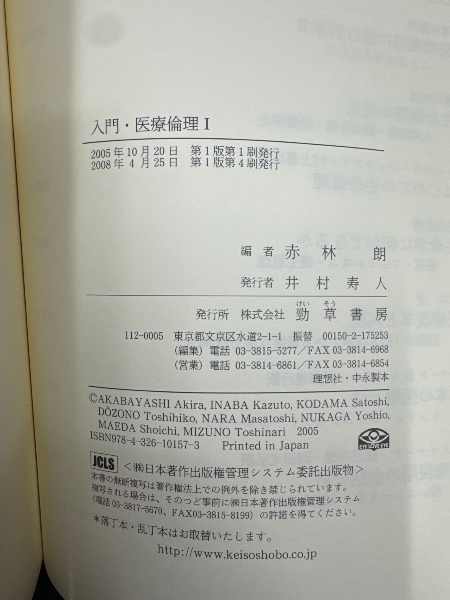 入門・医療倫理Ⅰ
2005年10月20日 第1版第1刷発行
2008年4月25日 第1版第4刷発行
編者 赤林 朗
発行者 井村寿人
けい そう
発行所 株式会社 勁草書房
112-0005 東京都文京区水道2-1-1 振替 00150-2-175253
(編集) 電話 03-3815-5277/FAX 03-3814-6968
(営業) 電話 03-3814-6861/FAX 03-3814-6854
理想社・中永製本
©AKABAYASHI Akira, INABA Kazuto, KODAMA Satoshi,
DŌZONO Toshihiko, NARA Masatoshi, NUKAGA Yoshio,
MAEDA Shoichi, MIZUNO Toshinari 2005
ISBN978-4-326-10157-3 Printed in Japan
EYE LOVE EYE
JCLS <㈱日本著作出版権管理システム委託出版物>
本書の無断複写は著作権法上での例外を除き禁じられています。
複写される場合は、そのつど事前に㈱日本著作出版権管理システム
(電話03-3817-5670、FAX03-3815-8199)の許諾を得てください。
*落丁本・乱丁本はお取替いたします。
http://www.keisoshobo.co.jp